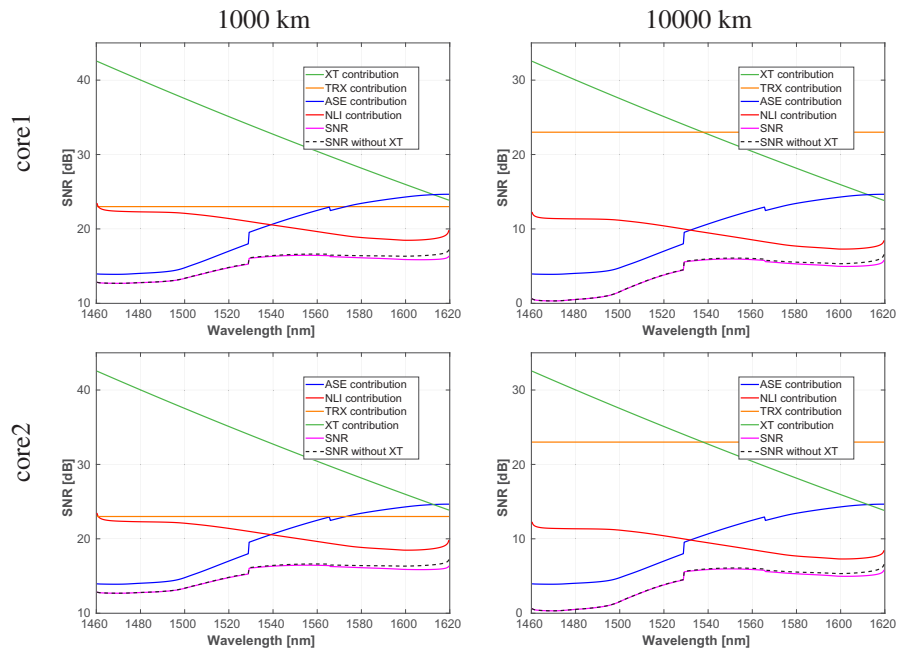 1000 km
10000 km
core1
SNR [dB]
40
30
20
10
XT contribution
TRX contribution
ASE contribution
NLI contribution
SNR
SNR without XT
1460 1480 1500 1520 1540 1560 1580 1600 1620
Wavelength [nm]
SNR [dB]
30
20
10
0
XT contribution
TRX contribution
ASE contribution
NLI contribution
SNR
SNR without XT
1460 1480 1500 1520 1540 1560 1580 1600 1620
Wavelength [nm]
core2
SNR [dB]
40
30
20
10
ASE contribution
NLI contribution
TRX contribution
XT contribution
SNR
SNR without XT
1460 1480 1500 1520 1540 1560 1580 1600 1620
Wavelength [nm]
SNR [dB]
30
20
10
0
ASE contribution
NLI contribution
TRX contribution
XT contribution
SNR
SNR without XT
1460 1480 1500 1520 1540 1560 1580 1600 1620
Wavelength [nm]